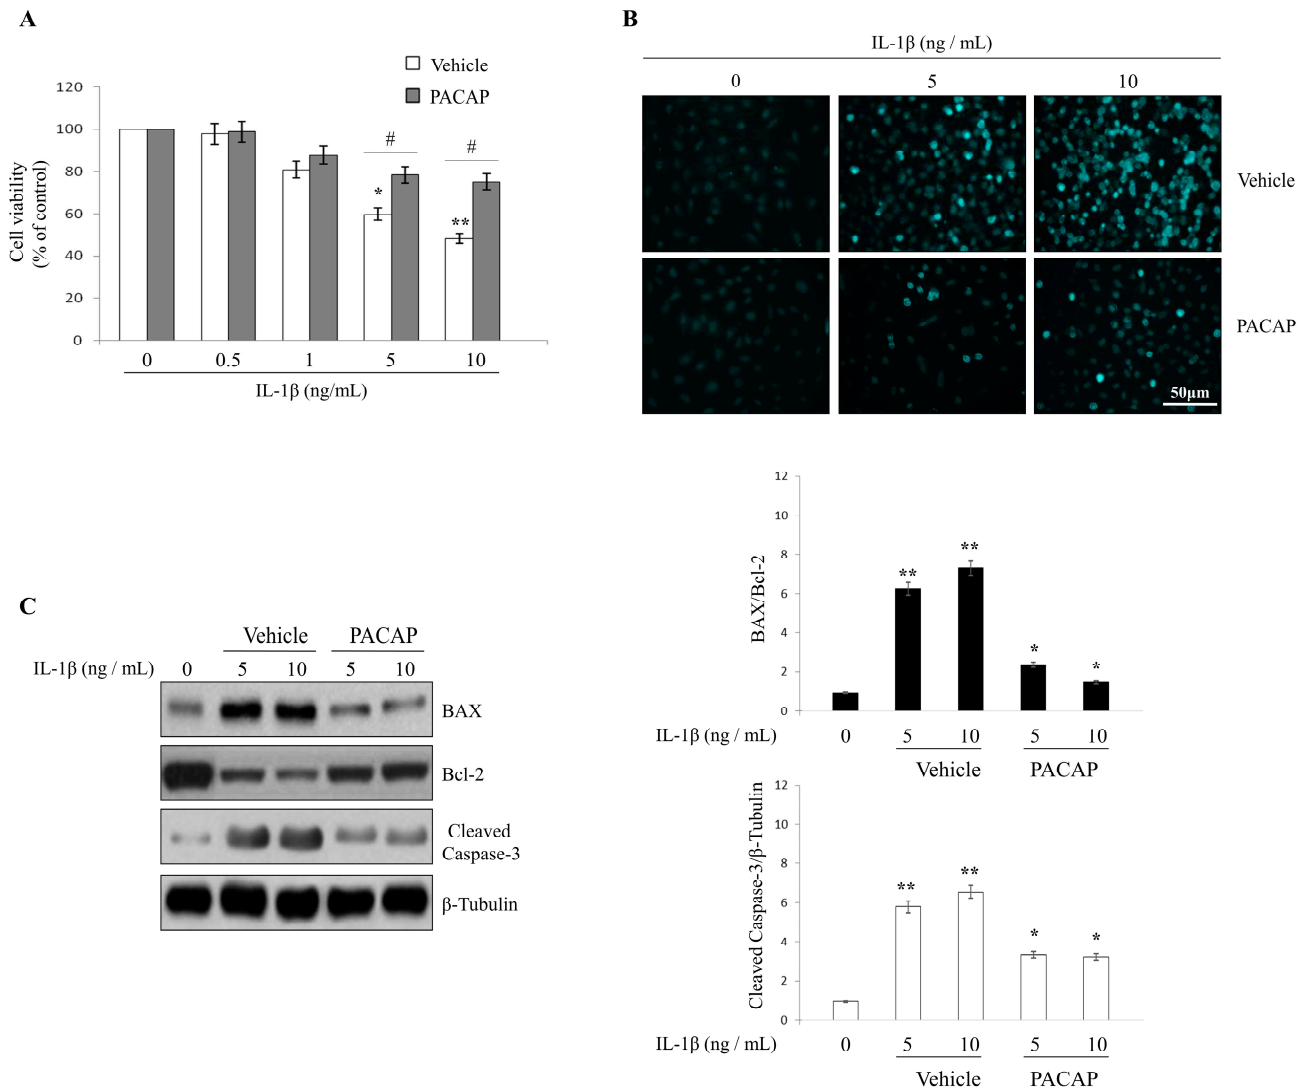 A
Vehicle
PACAP
120
100
80
60
40
20
0
Cell viability
(% of control)
*
**
#
#
0 0.5 1 5 10
IL-1β (ng/mL)
B
IL-1β (ng / mL)
0 5 10
Vehicle
PACAP
50μm
C
Vehicle PACAP
IL-1β (ng / mL) 0 5 10 5 10
BAX
Bcl-2
Cleaved
Caspase-3
β-Tubulin
BAX/Bcl-2
12
10
8
6
4
2
0
**
**
*
*
IL-1β (ng / mL) 0 5 10 5 10
Vehicle PACAP
Cleaved Caspase-3/β-Tubulin
12
10
8
6
4
2
0
**
**
*
*
IL-1β (ng / mL) 0 5 10 5 10
Vehicle PACAP